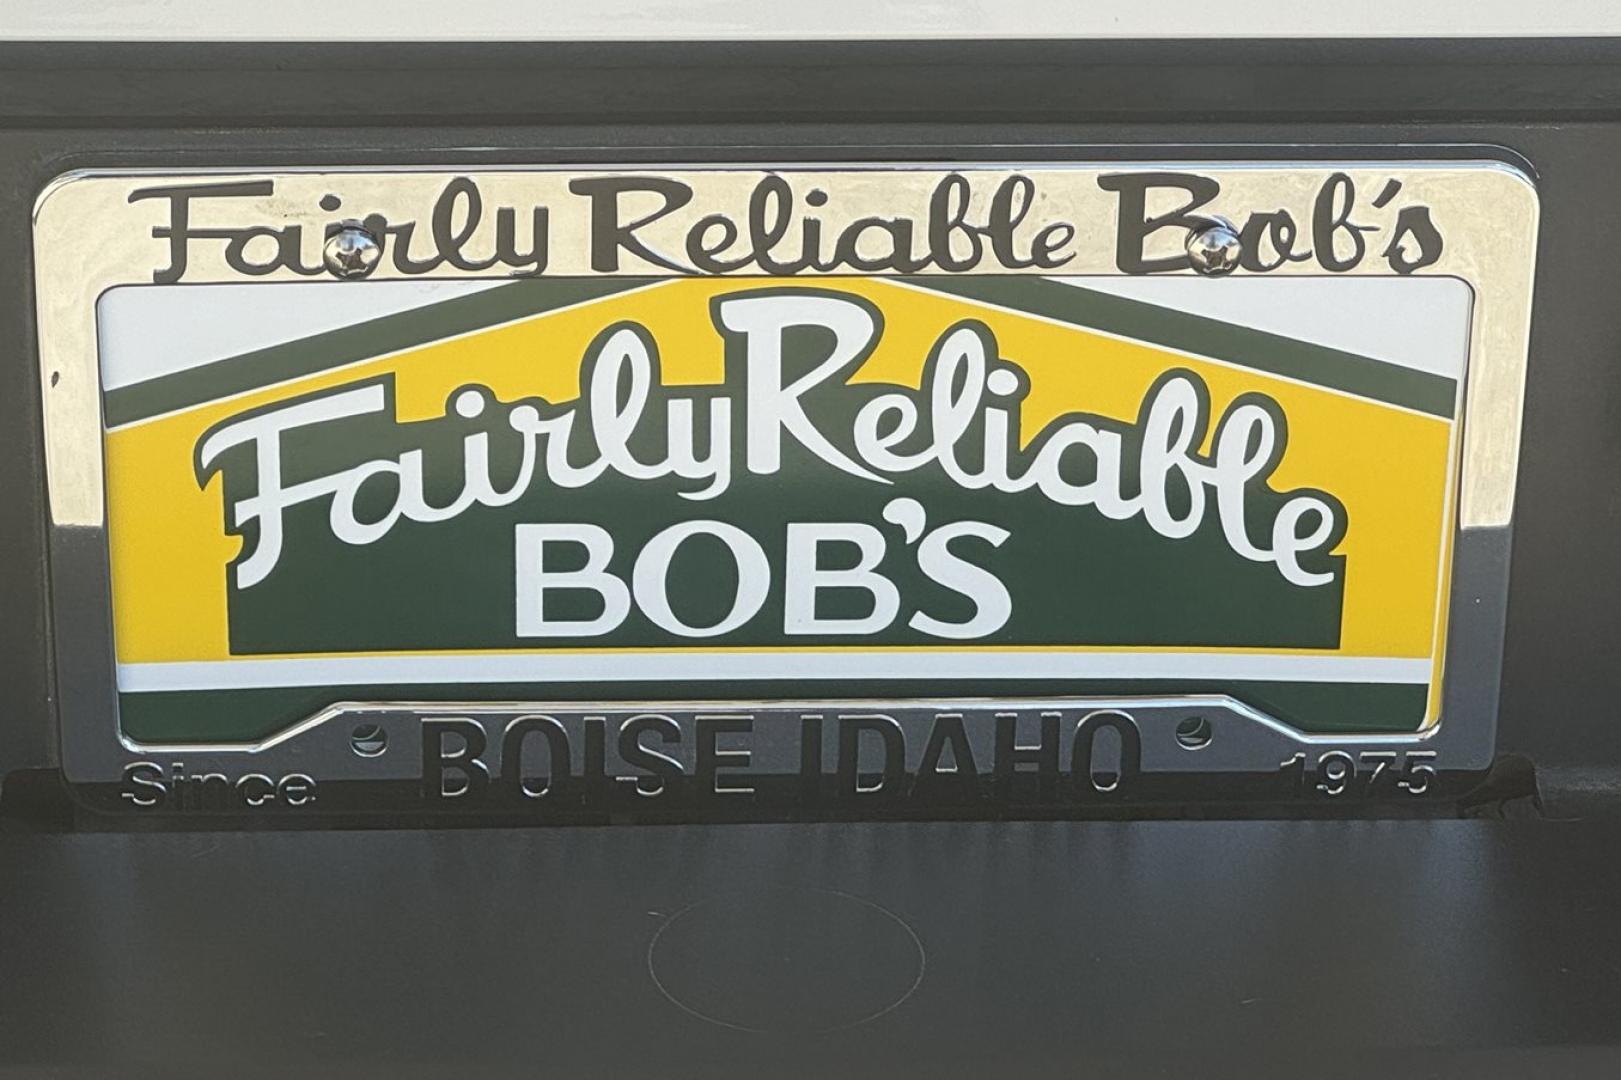 Fairly Reliable Bob's
Fairly Reliable
BOB'S
BOISE IDAHO
Since 1975